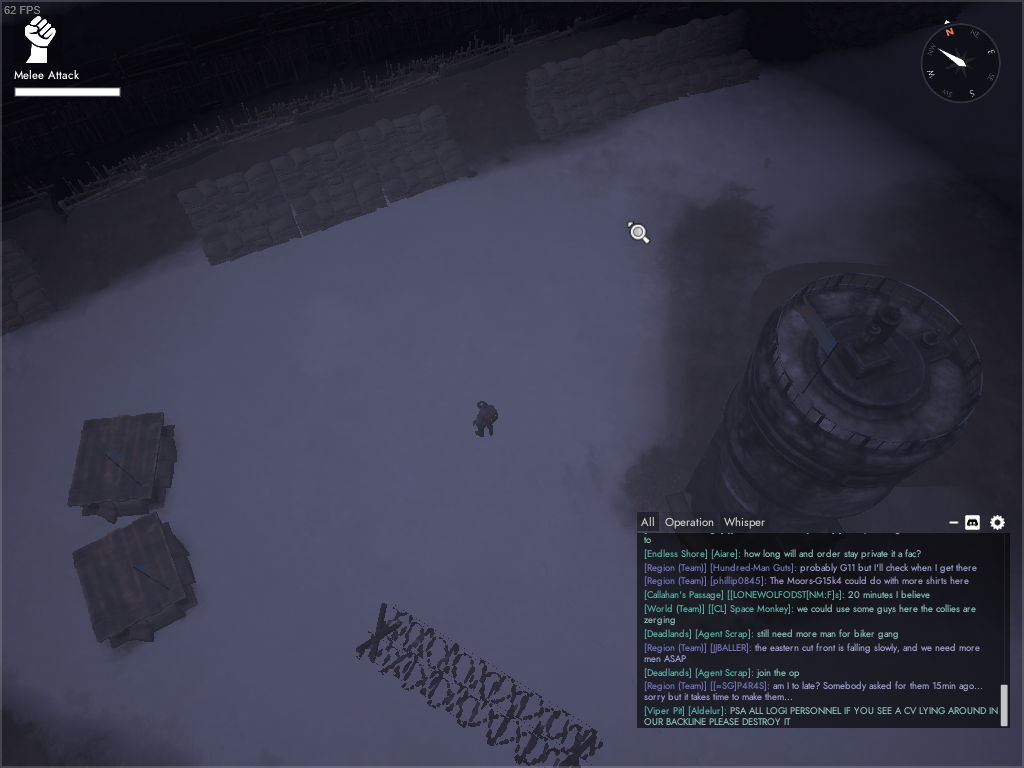 62 FPS
Melee Attack
N
NE
E
SE
S
SW
W
NW
All Operation Whisper
to
[Endless Shore] [Aiare]: how long will and order stay private it a fac?
[Region (Team)] [Hundred-Man Guts]: probably G11 but I'll check when I get there
[Region (Team)] [phillip0845]: The Moors-G15k4 could do with more shirts here
[Callahan's Passage] [[LONEWOLFODST[NM:F]s]: 20 minutes I believe
[World (Team)] [[CL] Space Monkey]: we could use some guys here the collies are
zerging
[Deadlands] [Agent Scrap]: still need more man for biker gang
[Region (Team)] [JJBALLER]: the eastern cut front is falling slowly, and we need more
men ASAP
[Deadlands] [Agent Scrap]: join the op
[Region (Team)] [[=SG]P4R4S]: am I to late? Somebody asked for them 15min ago...
sorry but it takes time to make them...
[Viper Pit] [Aldelur]: PSA ALL LOGI PERSONNEL IF YOU SEE A CV LYING AROUND IN
OUR BACKLINE PLEASE DESTROY IT